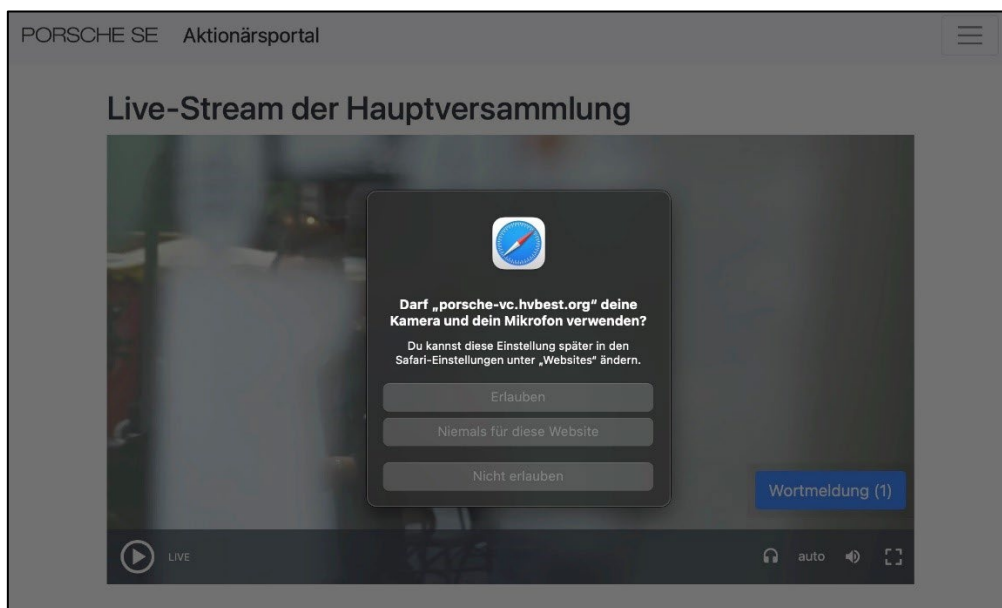 PORSCHE SE Aktionärsportal
Live-Stream der Hauptversammlung
Darf „porsche-vc.hvbest.org“ deine
Kamera und dein Mikrofon verwenden?
Du kannst diese Einstellung später in den
Safari-Einstellungen unter „Websites“ ändern.
Erlauben
Niemals für diese Website
Nicht erlauben
Wortmeldung (1)
LIVE auto